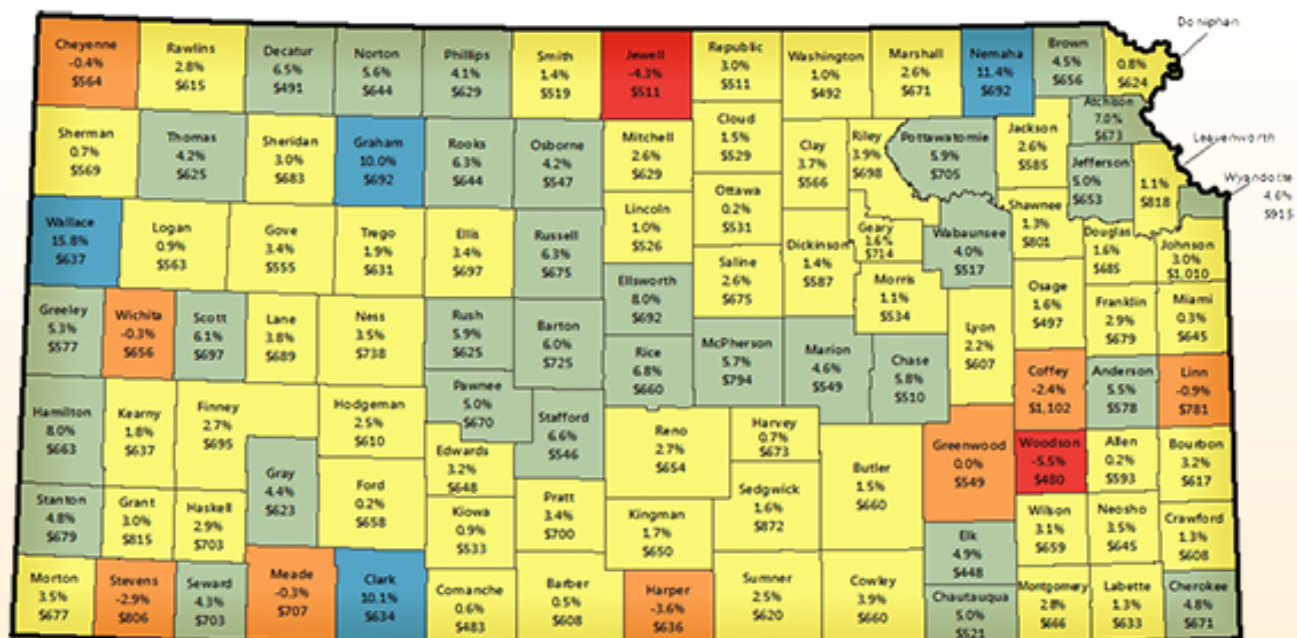 Cheyenne
-0.4%
$564
Rawlins
2.8%
$615
Decatur
6.5%
$491
Norton
5.6%
$644
Phillips
4.1%
$629
Smith
1.4%
$519
Jewell
-4.3%
$511
Republic
3.0%
$511
Washington
1.0%
$492
Marshall
2.6%
$671
Nemaha
11.4%
$692
Brown
4.5%
$656
Doniphan
0.8%
$624
Sherman
0.7%
$569
Thomas
4.2%
$625
Sheridan
3.0%
$683
Graham
10.0%
$692
Rooks
6.3%
$644
Osborne
4.2%
$547
Mitchell
2.6%
$629
Cloud
1.5%
$529
Clay
3.7%
$566
Riley
3.9%
$698
Pottawatomie
5.9%
$705
Jackson
2.6%
$585
Atchison
7.0%
$673
Jefferson
5.0%
$653
Leavenworth
1.1%
$818
Wyandotte
4.6%
$915
Wallace
15.8%
$637
Logan
0.9%
$563
Gove
3.4%
$555
Trego
1.9%
$631
Ellis
3.4%
$697
Russell
6.3%
$675
Lincoln
1.0%
$526
Ottawa
0.2%
$531
Saline
2.6%
$675
Dickinson
1.4%
$587
Geary
1.6%
$714
Wabaunsee
4.0%
$517
Shawnee
1.3%
$801
Douglas
1.6%
$685
Johnson
3.0%
$1,010
Ellsworth
8.0%
$692
Morris
1.1%
$534
Osage
1.6%
$497
Franklin
2.9%
$679
Miami
0.3%
$645
Greeley
5.3%
$577
Wichita
-0.3%
$656
Scott
6.1%
$697
Lane
3.8%
$689
Ness
3.5%
$738
Rush
5.9%
$625
Barton
6.0%
$725
Rice
6.8%
$660
McPherson
5.7%
$794
Marion
4.6%
$549
Chase
5.8%
$510
Lyon
2.2%
$607
Coffey
-2.4%
$1,102
Anderson
5.5%
$578
Linn
-0.9%
$781
Hamilton
8.0%
$663
Kearny
1.8%
$637
Finney
2.7%
$695
Hodgeman
2.5%
$610
Pawnee
5.0%
$670
Stafford
6.6%
$546
Reno
2.7%
$654
Harvey
0.7%
$673
Butler
1.5%
$660
Greenwood
0.0%
$549
Woodson
-5.5%
$480
Allen
0.2%
$593
Bourbon
3.2%
$617
Gray
4.4%
$623
Ford
0.2%
$658
Edwards
3.2%
$648
Sedgwick
1.6%
$872
Stanton
4.8%
$679
Grant
3.0%
$815
Haskell
2.9%
$703
Kiowa
0.9%
$533
Pratt
3.4%
$700
Kingman
1.7%
$650
Elk
4.9%
$448
Wilson
3.1%
$659
Neosho
3.5%
$645
Crawford
1.3%
$608
Morton
3.5%
$677
Stevens
-2.9%
$806
Seward
4.3%
$703
Meade
-0.3%
$707
Clark
10.1%
$634
Comanche
0.6%
$483
Barber
0.5%
$608
Harper
-3.6%
$636
Sumner
2.5%
$620
Cowley
3.9%
$660
Chautauqua
5.0%
$521
Montgomery
2.8%
$666
Labette
1.3%
$633
Cherokee
4.8%
$671